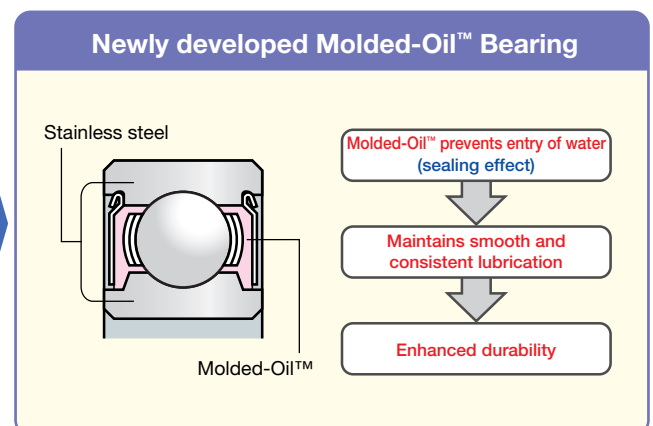 Newly developed Molded-Oil™ Bearing
Stainless steel
Molded-Oil™
Molded-Oil™ prevents entry of water
(sealing effect)
Maintains smooth and
consistent lubrication
Enhanced durability